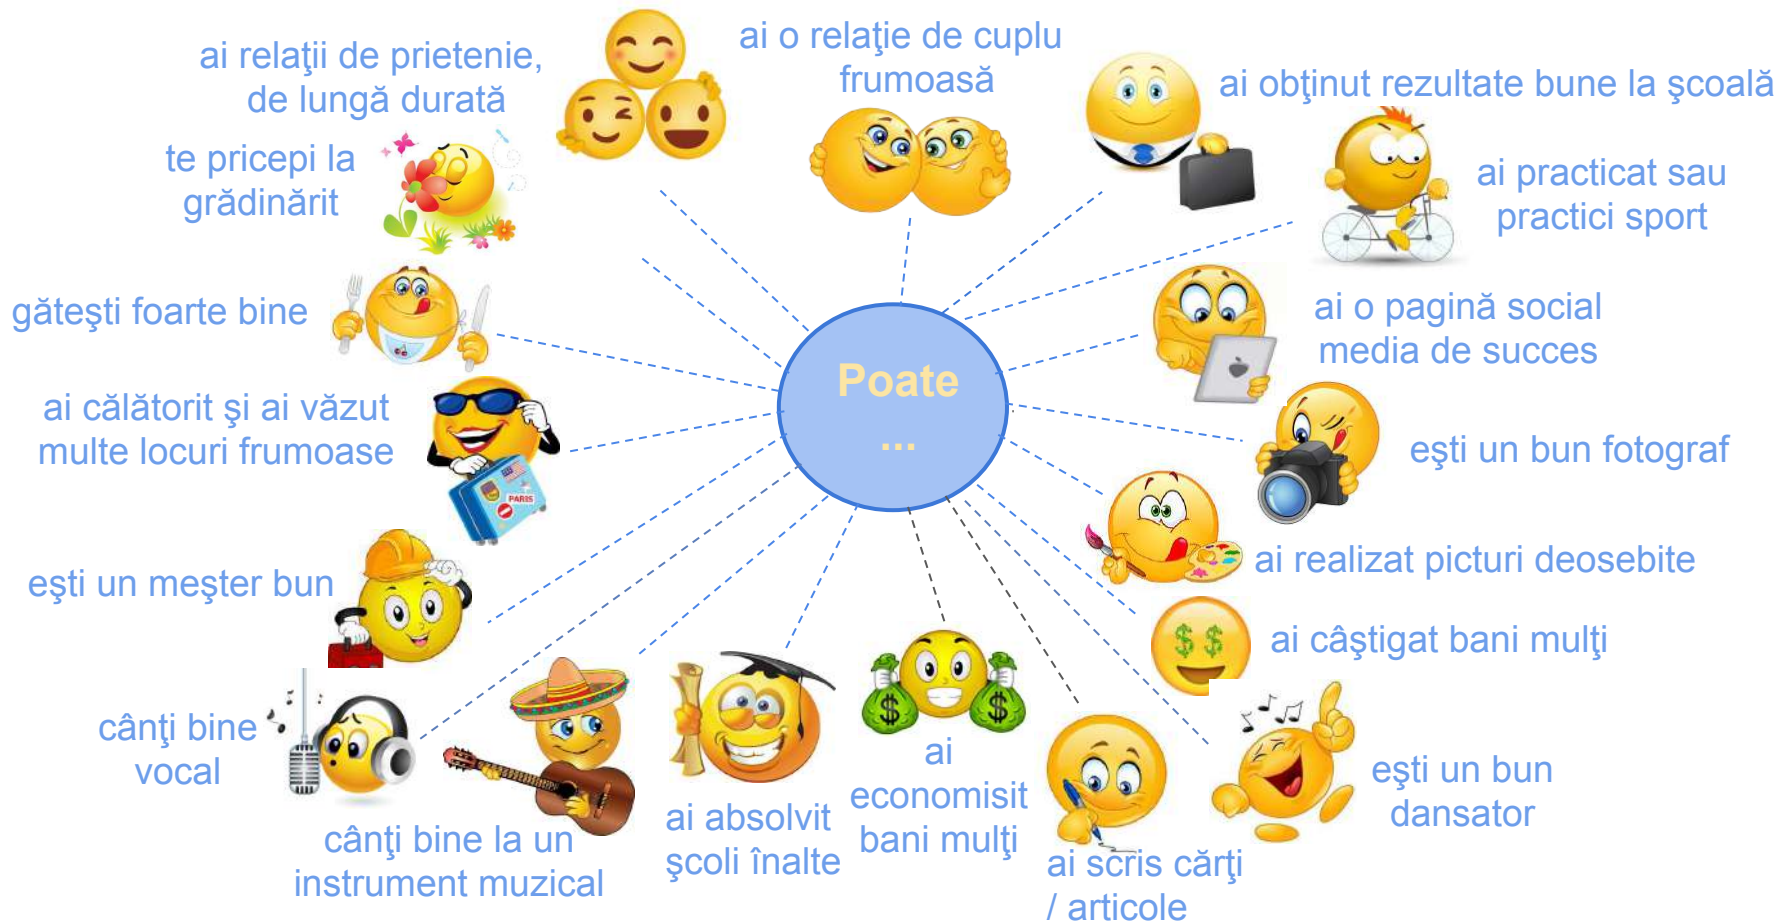 ai relaţii de prietenie,
de lungă durată
ai o relaţie de cuplu
frumoasă
ai obţinut rezultate bune la şcoală
te pricepi la
grădinărit
ai practicat sau
practici sport
găteşti foarte bine
ai o pagină social
media de succes
Poate
...
ai călătorit şi ai văzut
multe locuri frumoase
PARIS
eşti un bun fotograf
ai realizat picturi deosebite
eşti un meşter bun
ai câştigat bani mulţi
cânţi bine
vocal
cânţi bine la un
instrument muzical
ai absolvit
şcoli înalte
ai
economisit
bani mulţi
ai scris cărţi
/ articole
eşti un bun
dansator